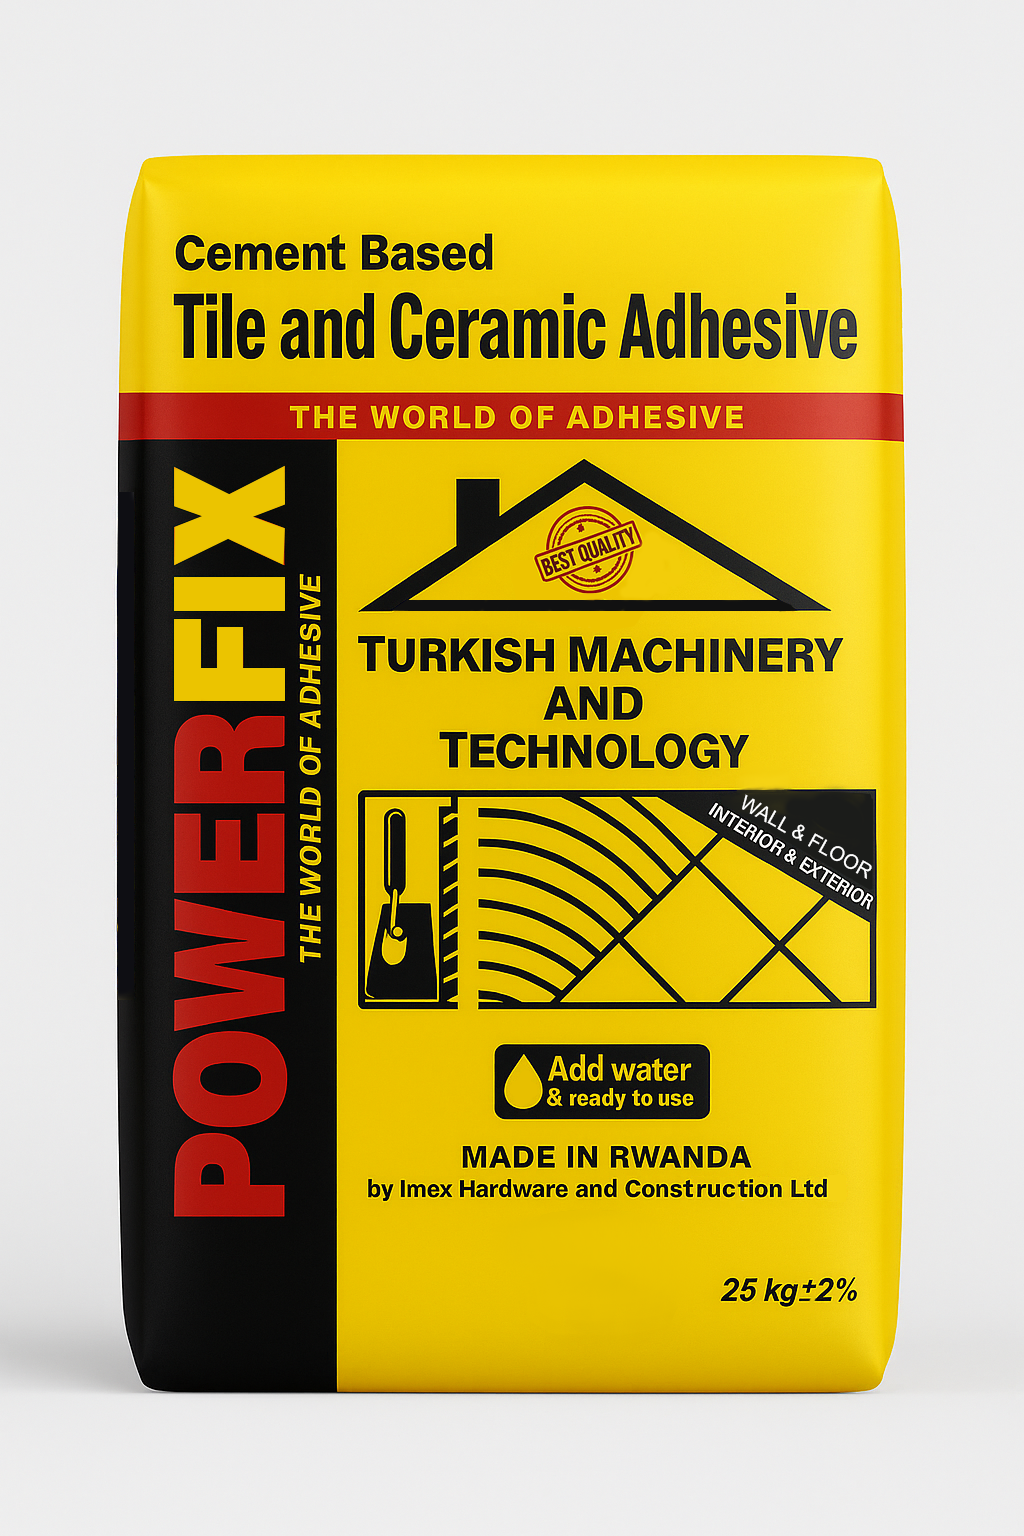 Cement Based
Tile and Ceramic Adhesive
THE WORLD OF ADHESIVE
POWERFIX
THE WORLD OF ADHESIVE
BEST QUALITY
TURKISH MACHINERY
AND
TECHNOLOGY
WALL & FLOOR
INTERIOR & EXTERIOR
Add water
& ready to use
MADE IN RWANDA
by Imex Hardware and Construction Ltd
25 kg±2%